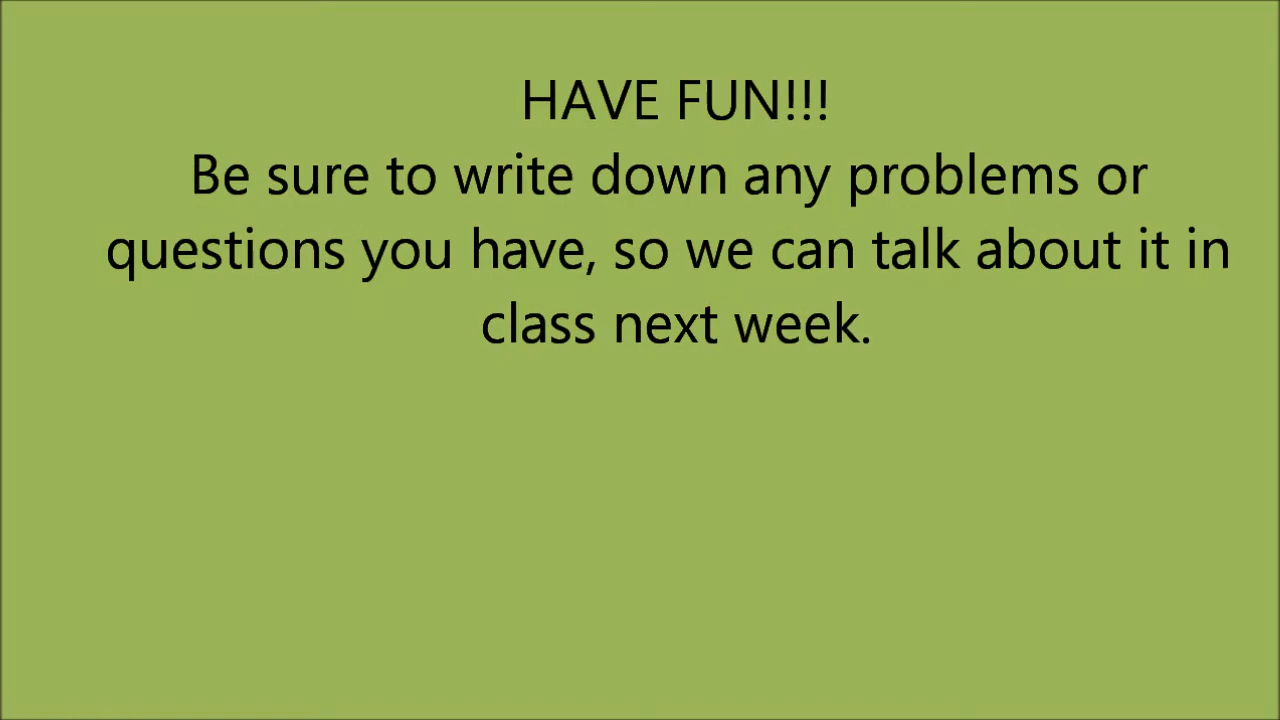 HAVE FUN!!!
Be sure to write down any problems or
questions you have, so we can talk about it in
class next week.